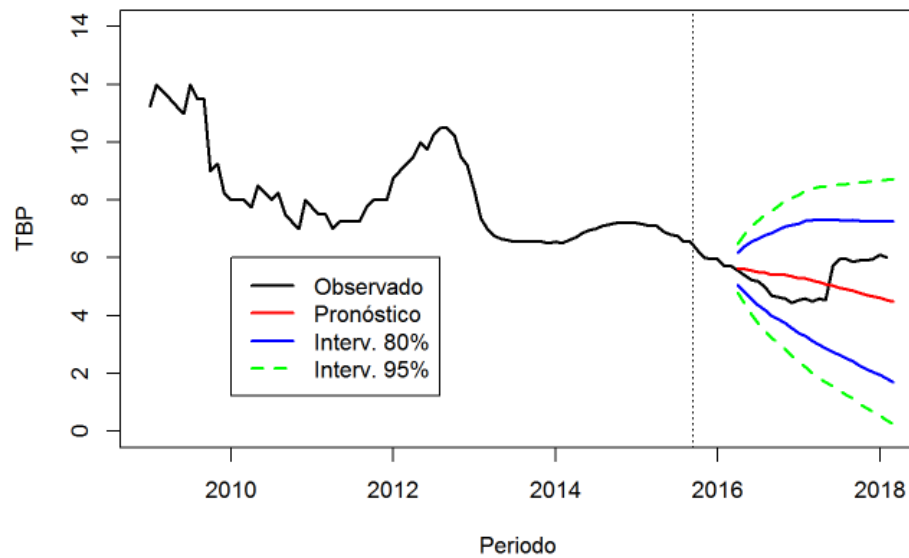 14
12
10
8
6
4
2
0
TBP
Observado
Pronóstico
Interv. 80%
Interv. 95%
2010 2012 2014 2016 2018
Periodo